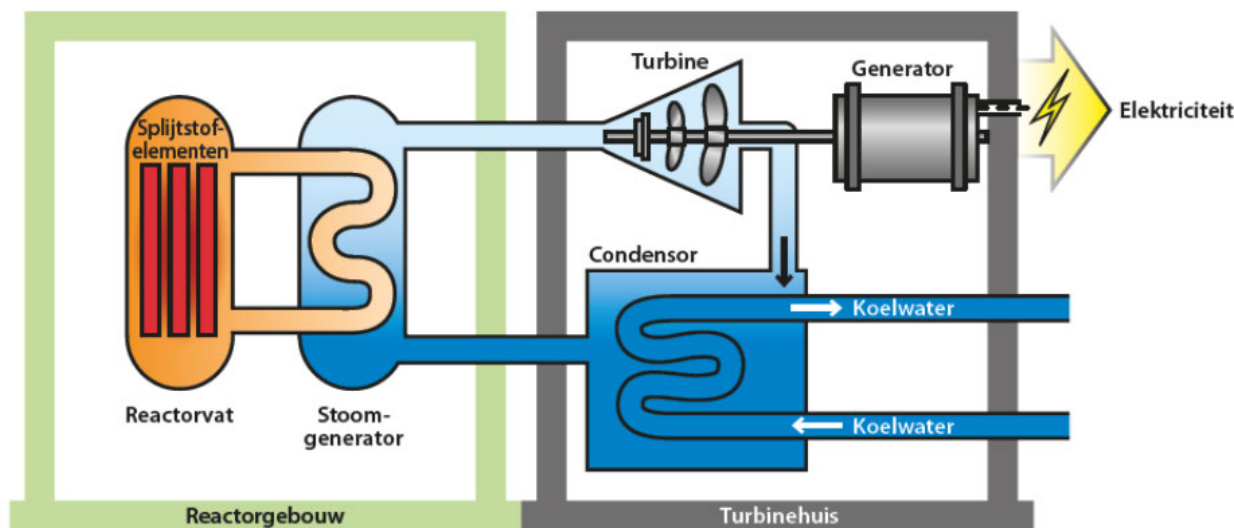 Turbine
Generator
Elektriciteit
Splijtstof-
elementen
Condensor
Koelwater
Koelwater
Reactorvat
Stoom-
generator
Reactorgebouw
Turbinehuis